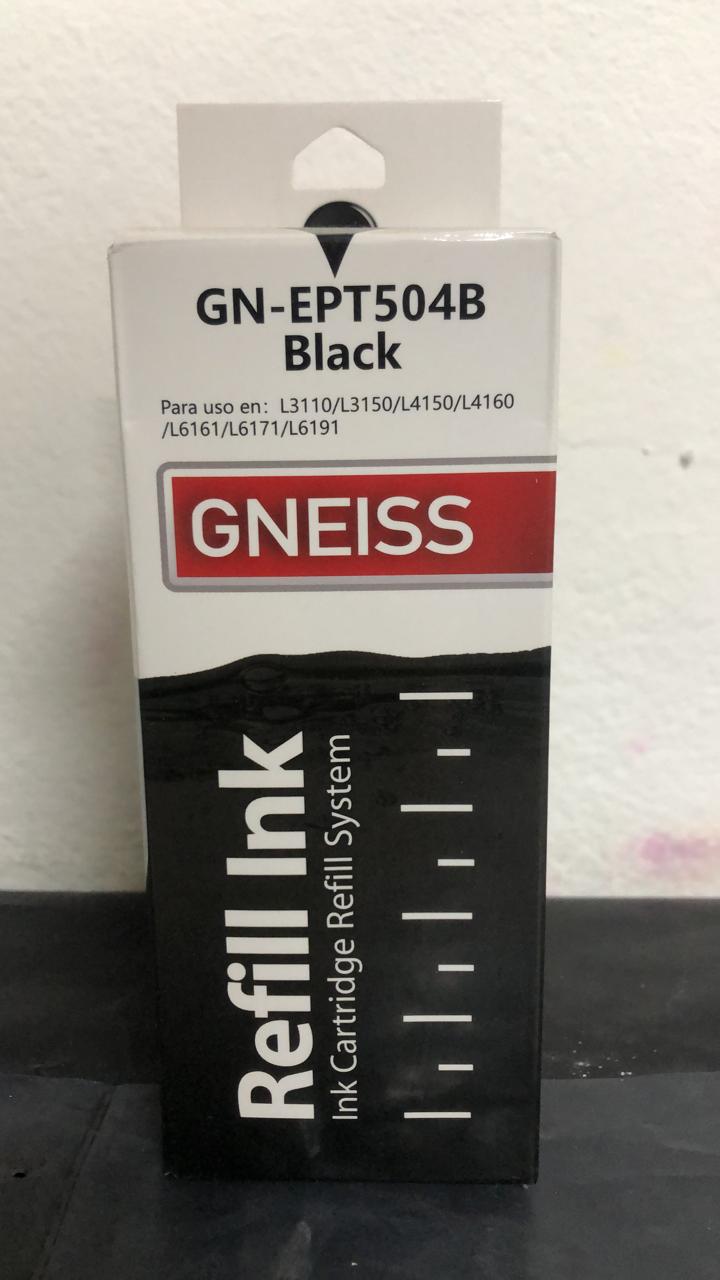 GN-EPT504B
Black
Para uso en: L3110/L3150/L4150/L4160
/L6161/L6171/L6191
GNEISS
Refill Ink
Ink Cartridge Refill System